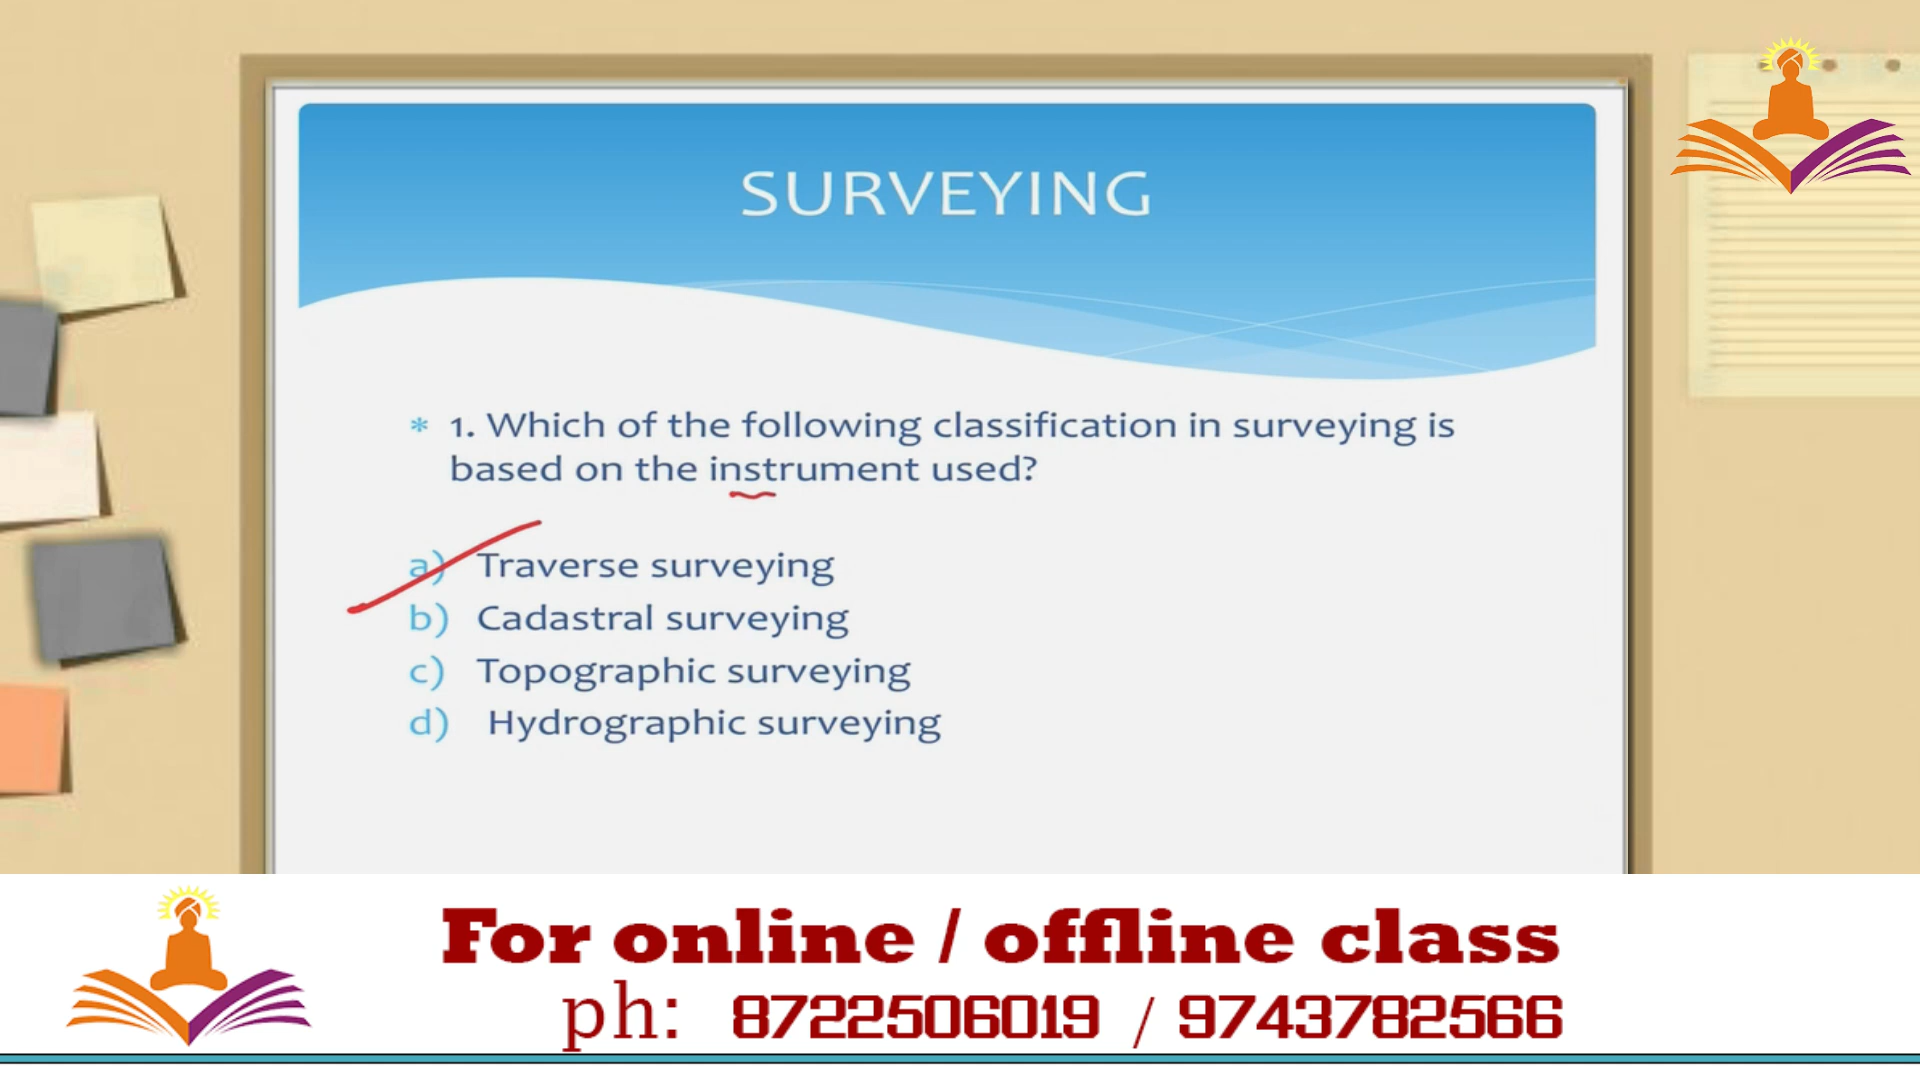 SURVEYING
* 1. Which of the following classification in surveying is
based on the instrument used?
a) Traverse surveying
b) Cadastral surveying
c) Topographic surveying
d) Hydrographic surveying
For online / offline class
ph: 8722506019 / 9743782566